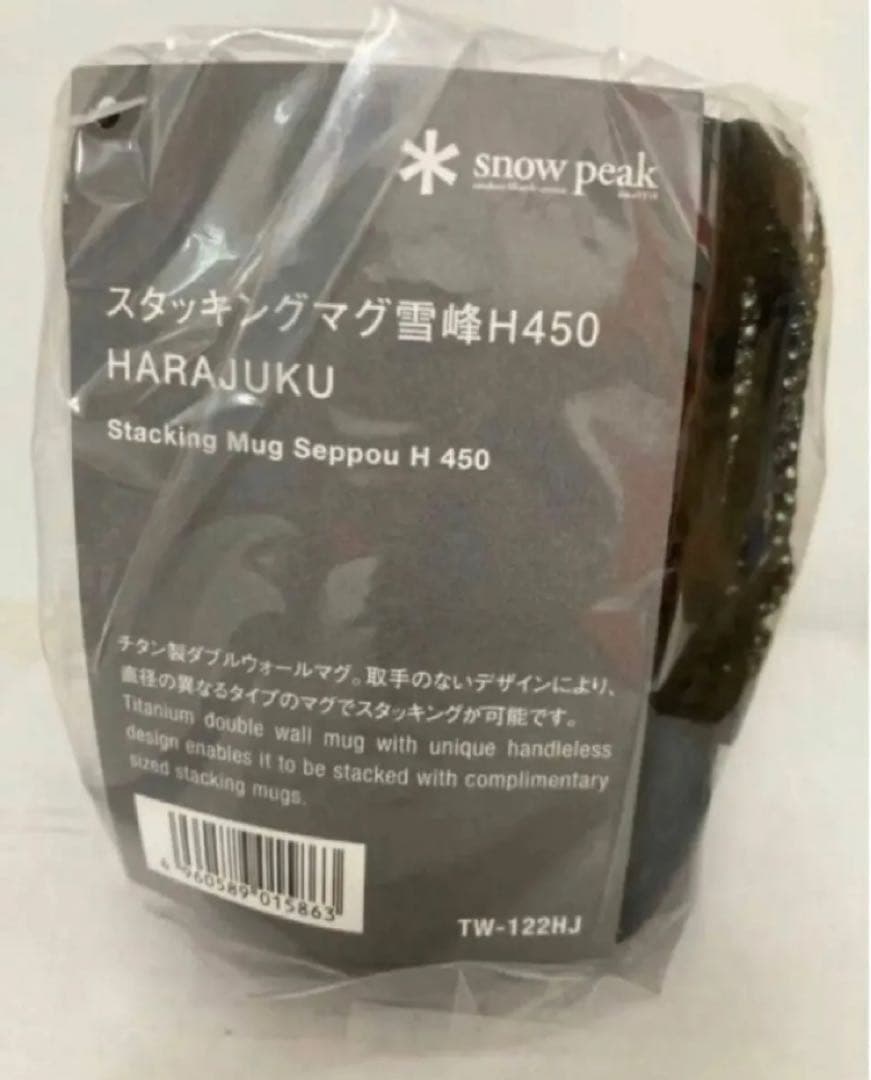 snow peak
スタッキングマグ雪峰H450
HARAJUKU
Stacking Mug Seppou H 450
チタン製ダブルウォールマグ。取手のないデザインにより、
直径の異なるタイプのマグでスタッキングが可能です。
Titanium double wall mug with unique handleless
design enables it to be stacked with complimentary
sized stacking mugs.
4 960589 015863
TW-122HJ